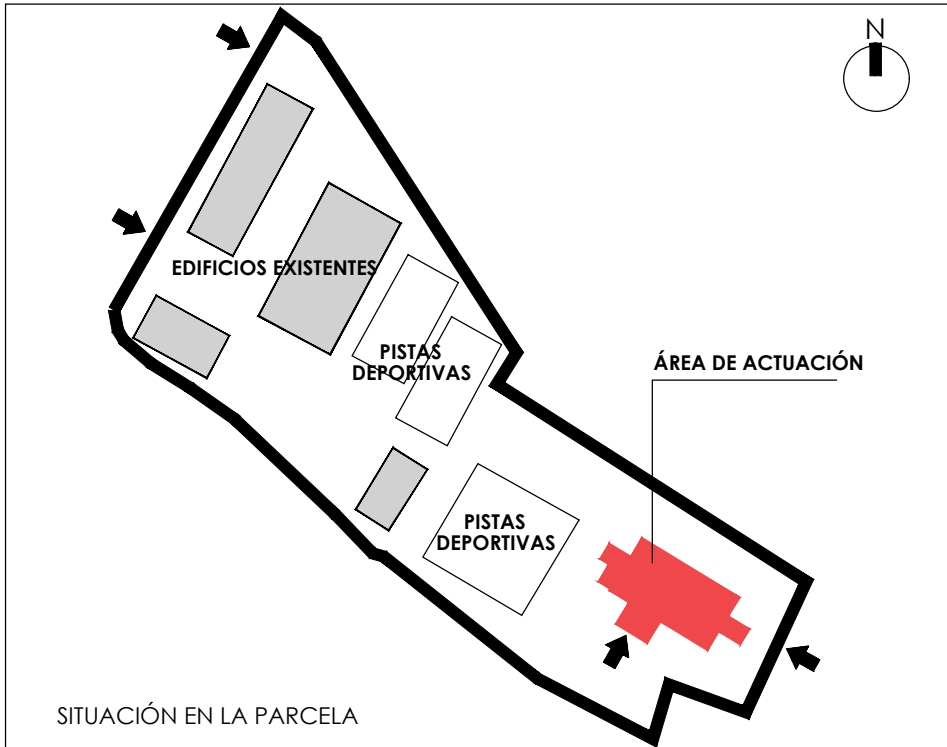 N
EDIFICIOS EXISTENTES
PISTAS
DEPORTIVAS
ÁREA DE ACTUACIÓN
PISTAS
DEPORTIVAS
SITUACIÓN EN LA PARCELA